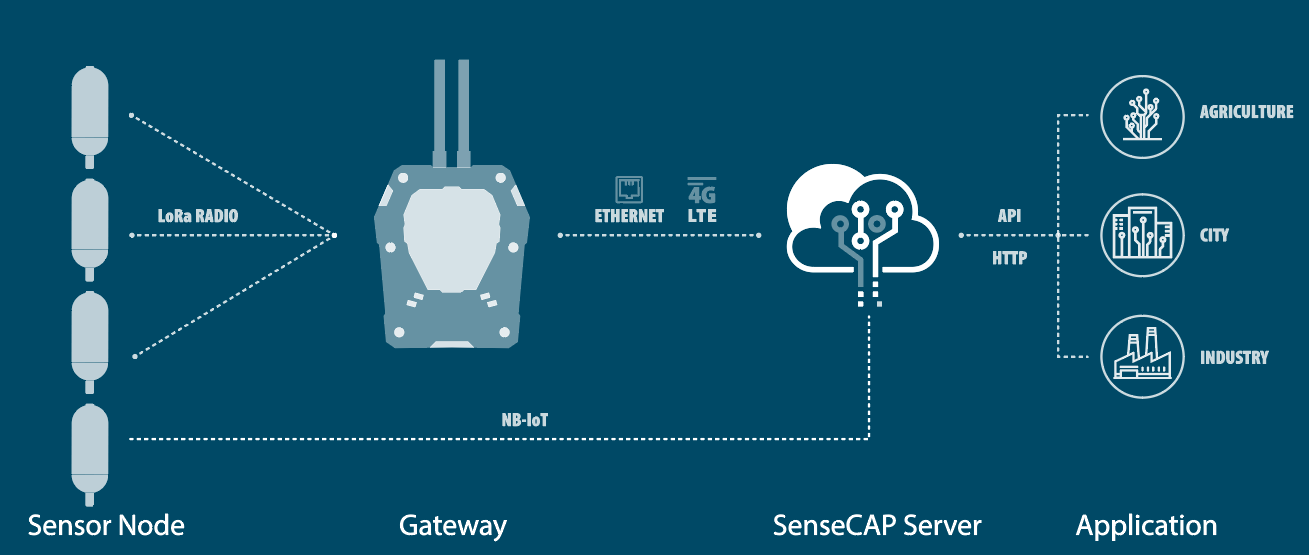 LoRa RADIO
ETHERNET
4G
LTE
API
HTTP
AGRICULTURE
CITY
INDUSTRY
NB-IoT
Sensor Node
Gateway
SenseCAP Server
Application